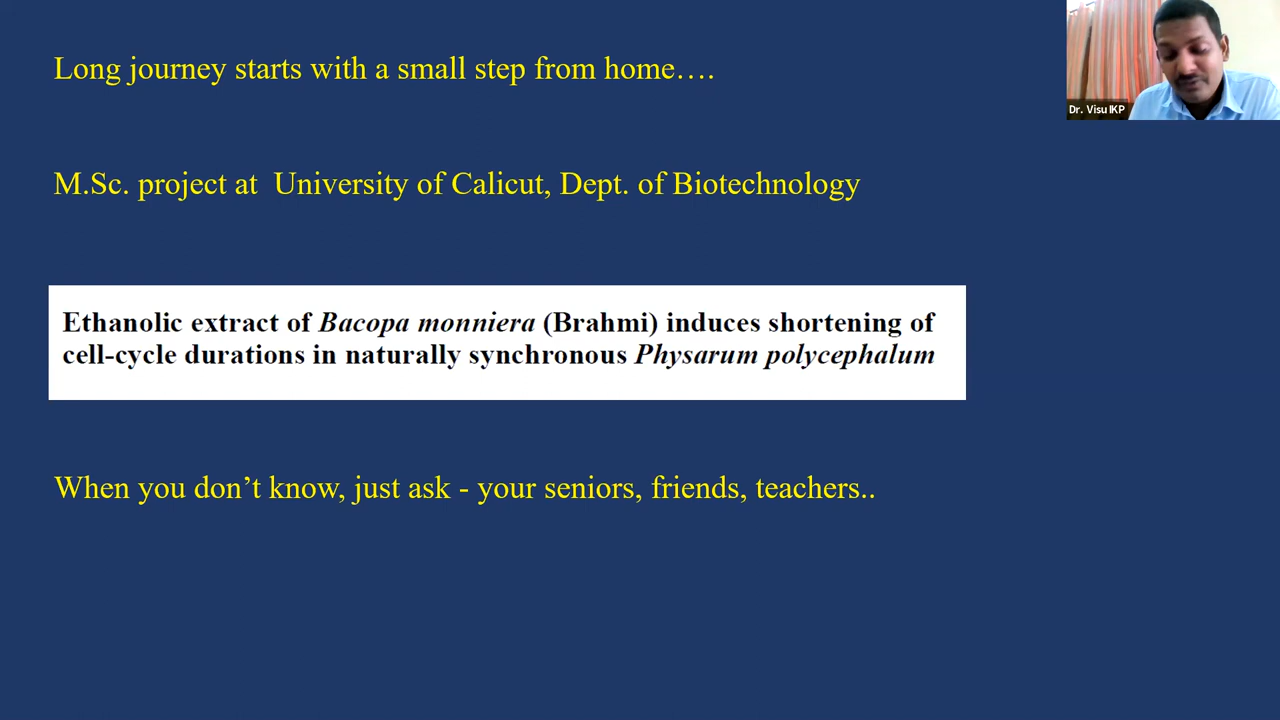 Long journey starts with a small step from home….
Dr. Visu IKP
M.Sc. project at  University of Calicut, Dept. of Biotechnology
Ethanolic extract of Bacopa monniera (Brahmi) induces shortening of
cell-cycle durations in naturally synchronous Physarum polycephalum
When you don’t know, just ask - your seniors, friends, teachers..